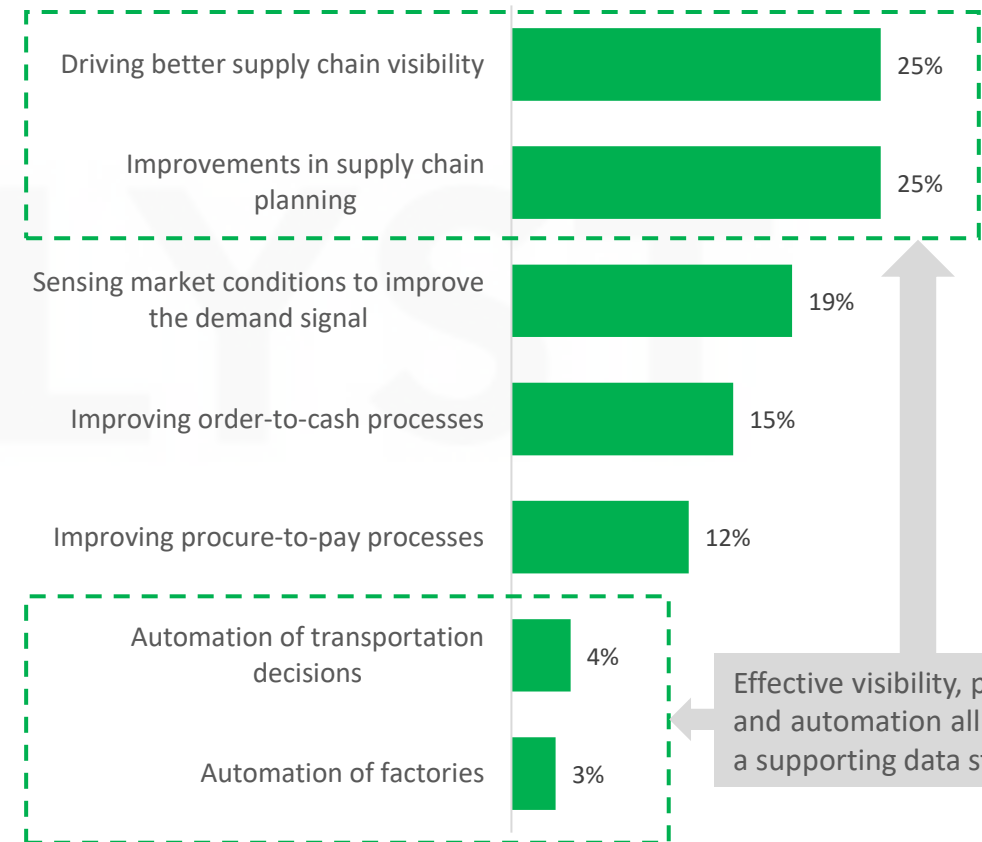 Driving better supply chain visibility
25%
Improvements in supply chain
planning
25%
Sensing market conditions to improve
the demand signal
19%
Improving order-to-cash processes
15%
Improving procure-to-pay processes
12%
Automation of transportation
decisions
4%
Automation of factories
3%
Effective visibility,
and automation all
a supporting data